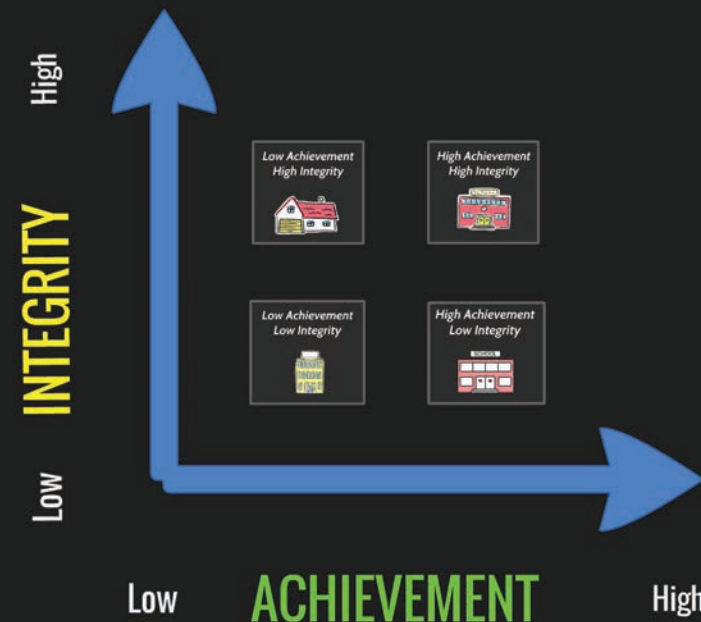 High
INTEGRITY
Low
Low Achievement
High Integrity
High Achievement
High Integrity
Low Achievement
Low Integrity
High Achievement
Low Integrity
SCHOOL
Low
ACHIEVEMENT
High